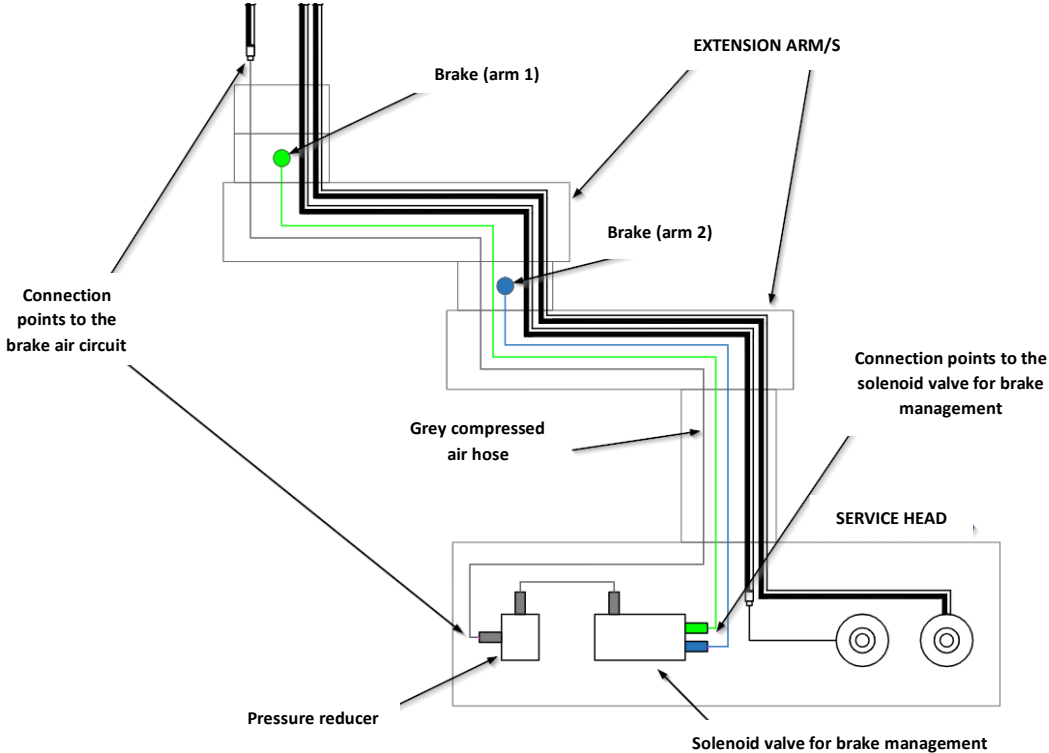 EXTENSION ARM/S
Brake (arm 1)
Brake (arm 2)
Connection
points to the
brake air circuit
Connection points to the
solenoid valve for brake
management
Grey compressed
air hose
SERVICE HEAD
Pressure reducer
Solenoid valve for brake management